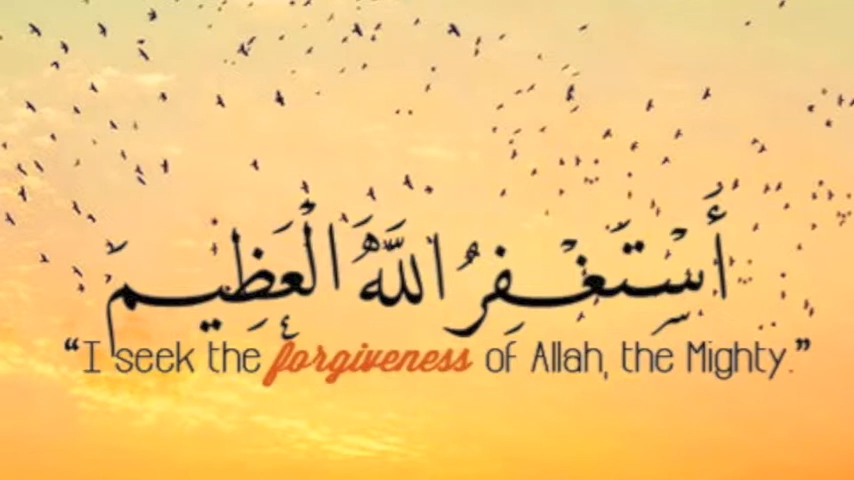 أَسْتَغْفِرُ اللَّهَ الْعَظِيمَ
“I seek the forgiveness of Allah, the Mighty.”